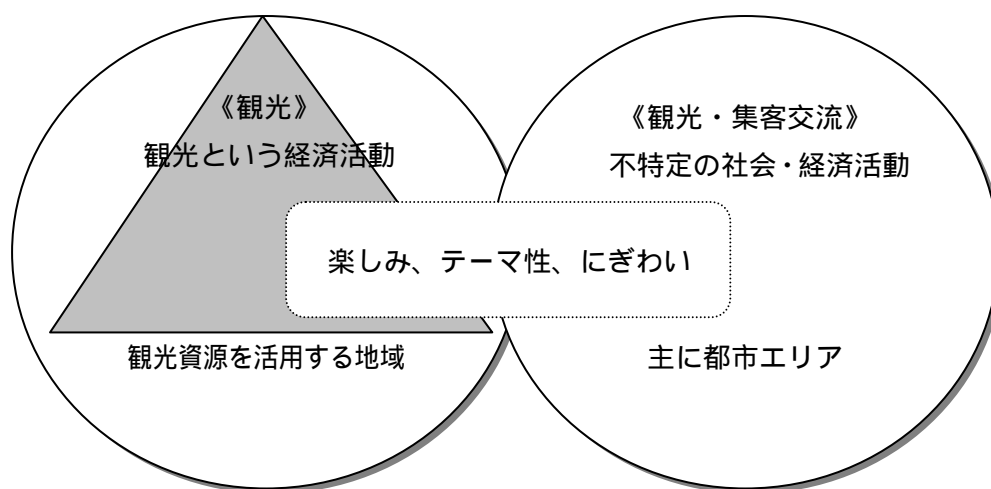 《観光》
観光という経済活動
《観光・集客交流》
不特定の社会・経済活動
楽しみ、テーマ性、にぎわい
観光資源を活用する地域
主に都市エリア